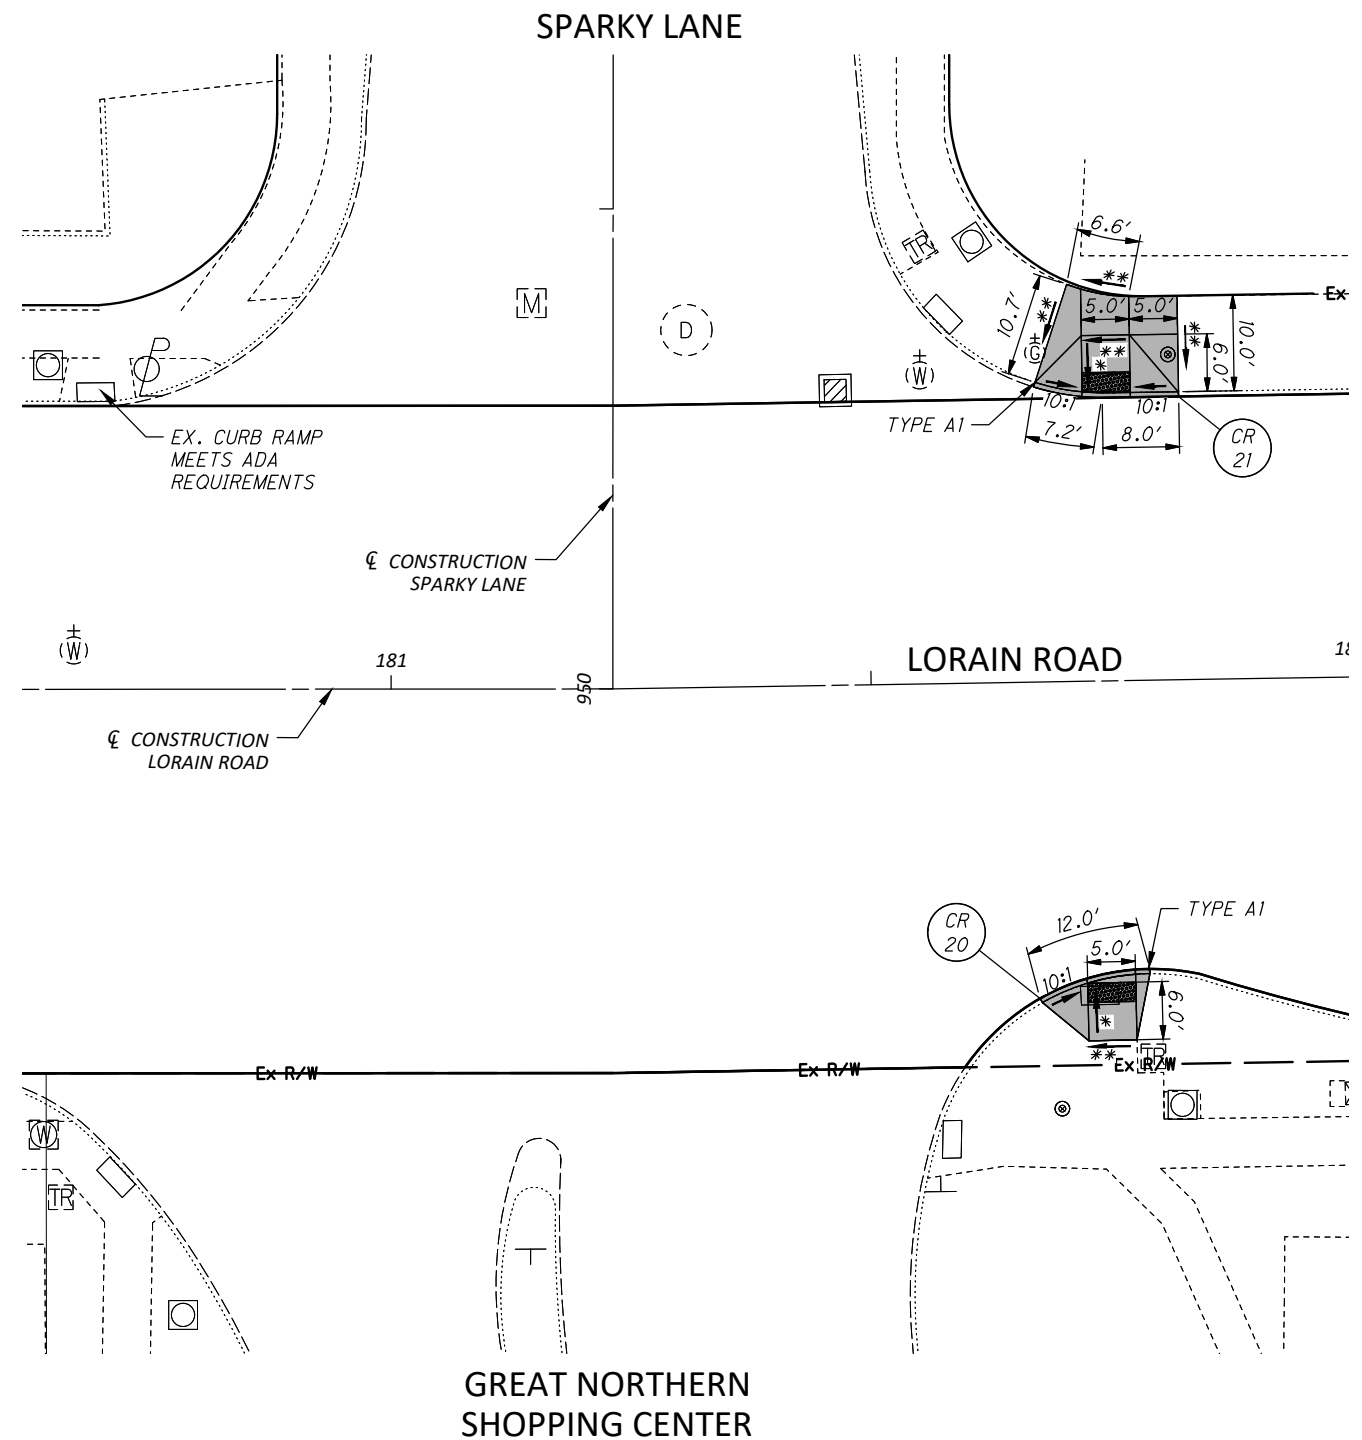 SPARKY LANE
TR
6.6'
**
Ex
10.7'
**
5.0'
5.0'
**
10.0'
6.0'
M
D
(G)
**
*
(W)
P
10:1
10:1
TYPE A1
7.2'
8.0'
CR
21
EX. CURB RAMP
MEETS ADA
REQUIREMENTS
℄ CONSTRUCTION
SPARKY LANE
(W)
181
LORAIN ROAD
950
℄ CONSTRUCTION
LORAIN ROAD
CR
20
12.0'
TYPE A1
5.0'
10:1
6.0'
*
**
TR
Ex R/W
Ex R/W
Ex R/W
W
TR
GREAT NORTHERN
SHOPPING CENTER